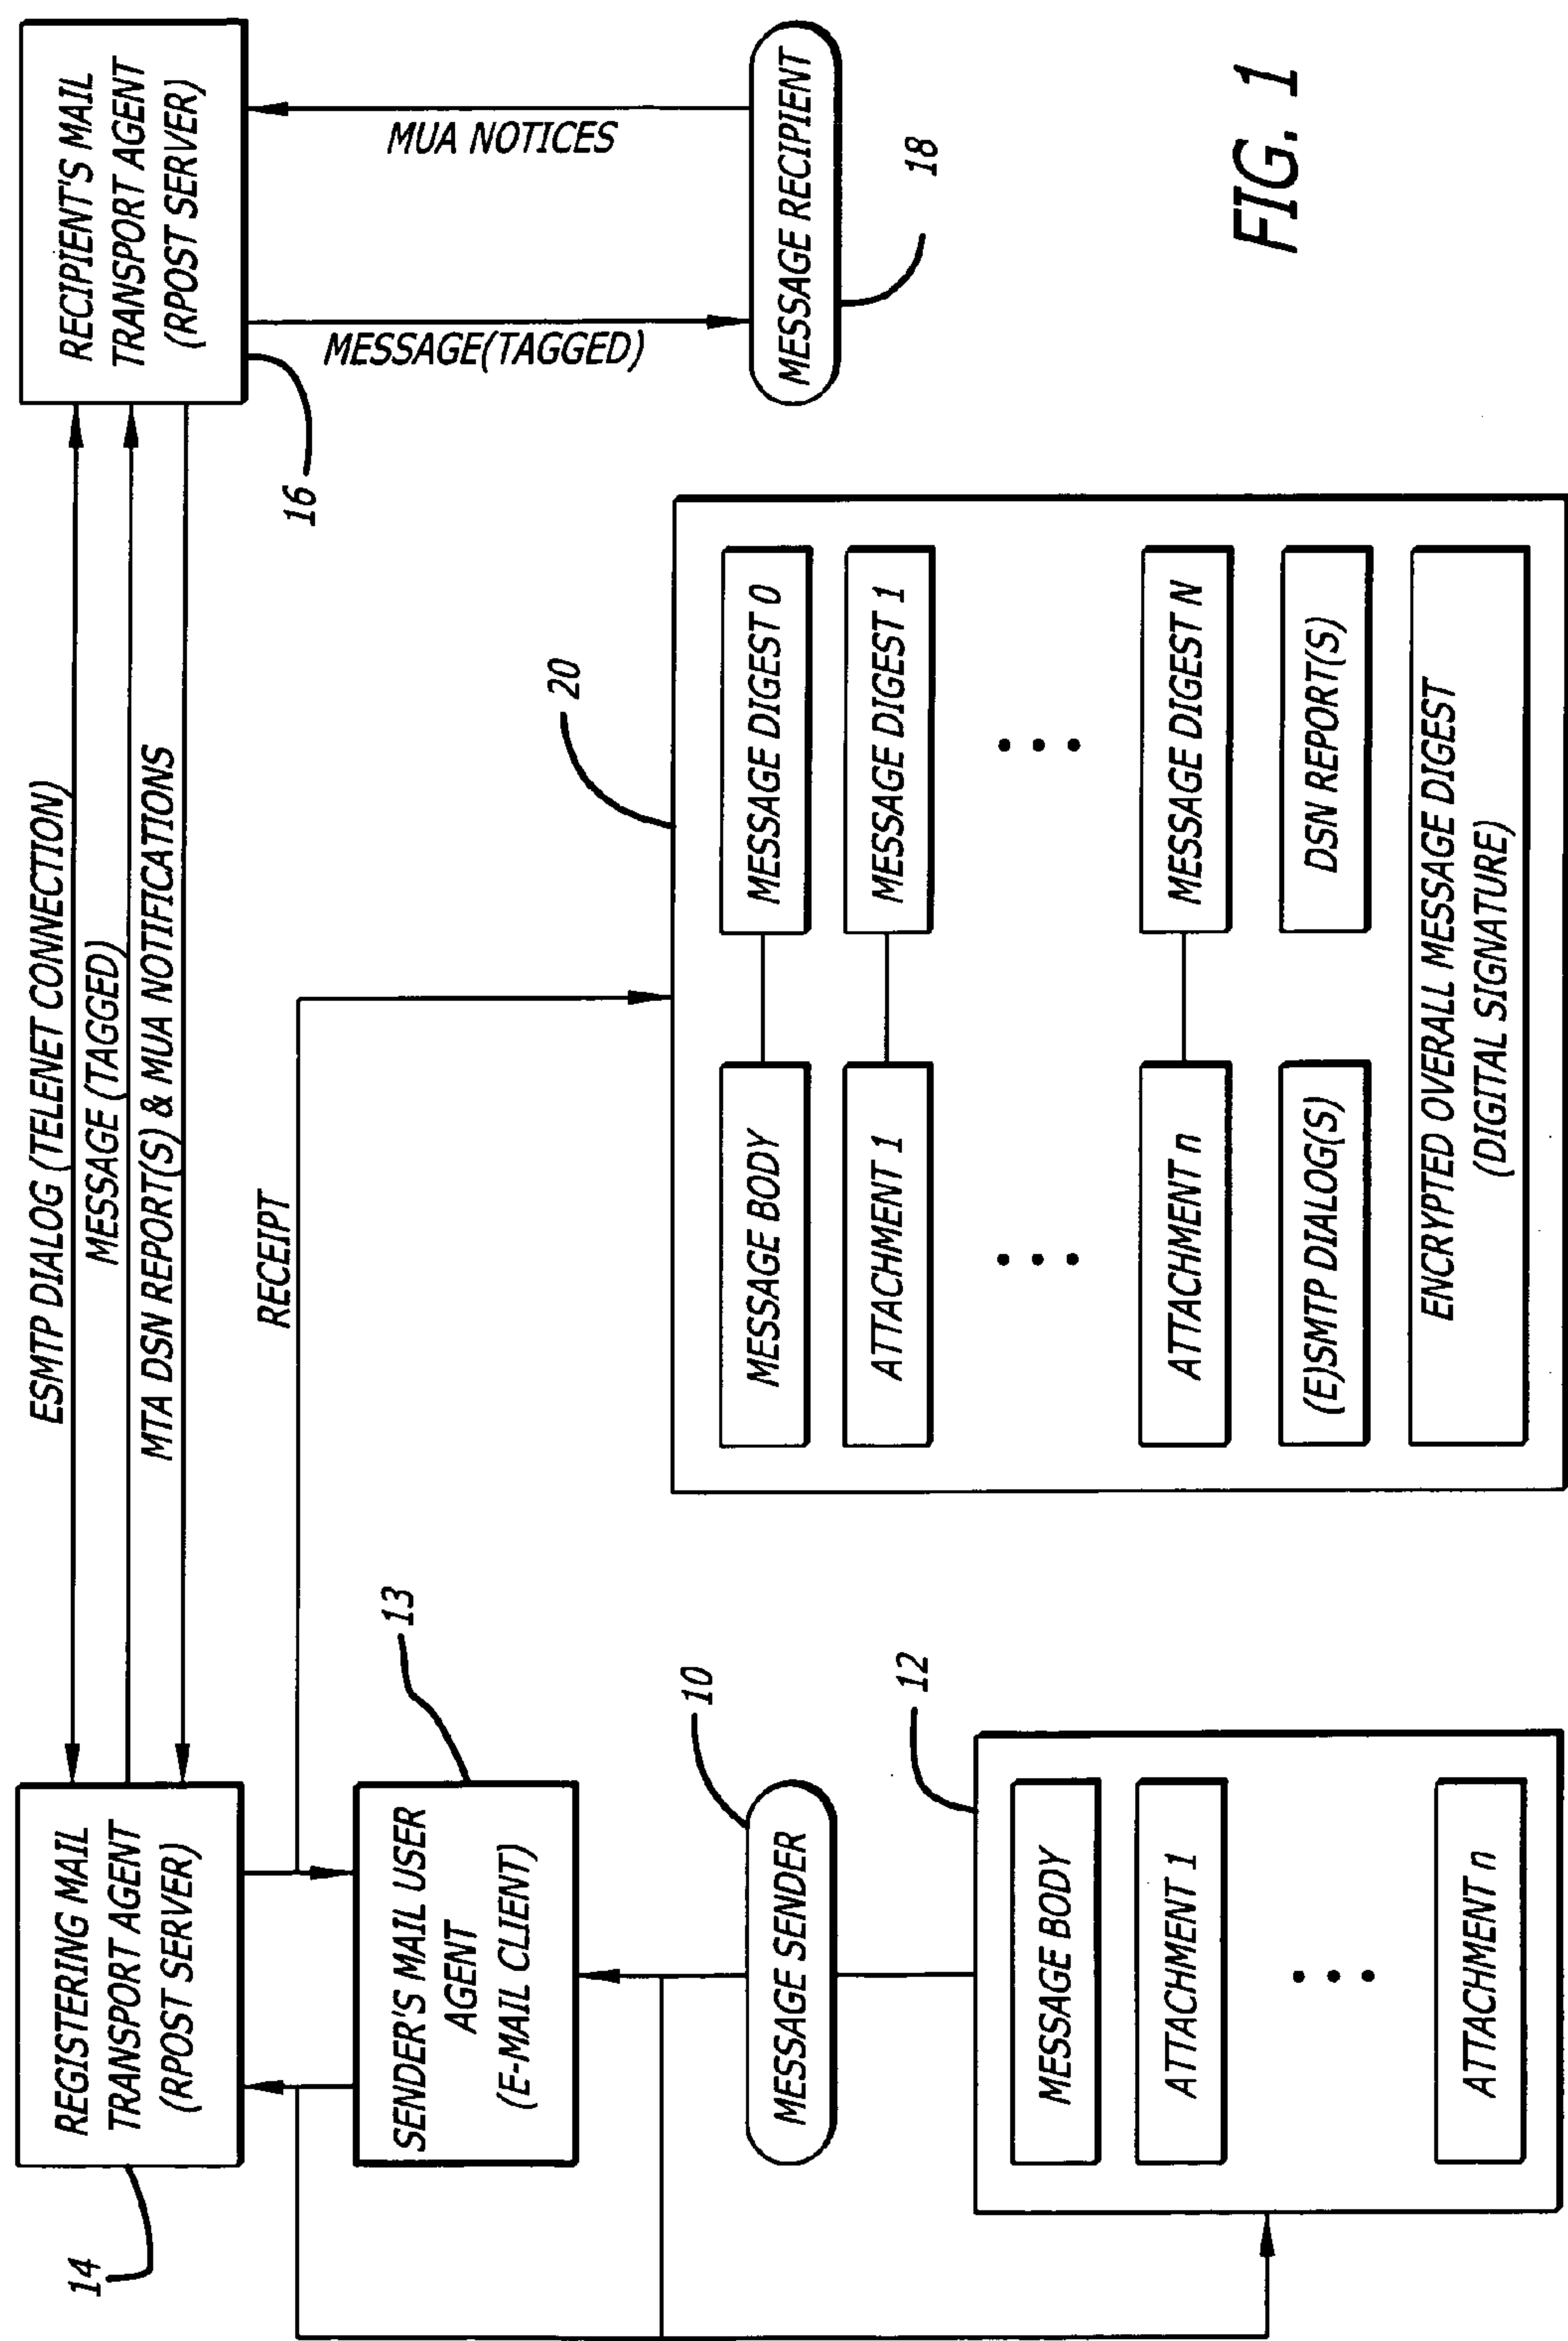 ESMTP DIALOG (TELENET CONNECTION)
MESSAGE (TAGGED)
MTA DSN REPORT(S) & MUA NOTIFICATIONS
REGISTERING MAIL
TRANSPORT AGENT
(RPOST SERVER)
14
RECIPIENT'S MAIL
TRANSPORT AGENT
(RPOST SERVER)
16
RECEIPT
MESSAGE(TAGGED)
MUA NOTICES
SENDER'S MAIL USER
AGENT
(E-MAIL CLIENT)
13
MESSAGE SENDER
10
MESSAGE RECIPIENT
18
12
MESSAGE BODY
ATTACHMENT 1
ATTACHMENT n
20
MESSAGE BODY
MESSAGE DIGEST 0
ATTACHMENT 1
MESSAGE DIGEST 1
ATTACHMENT n
MESSAGE DIGEST N
(E)SMTP DIALOG(S)
DSN REPORT(S)
ENCRYPTED OVERALL MESSAGE DIGEST
(DIGITAL SIGNATURE)
FIG. 1